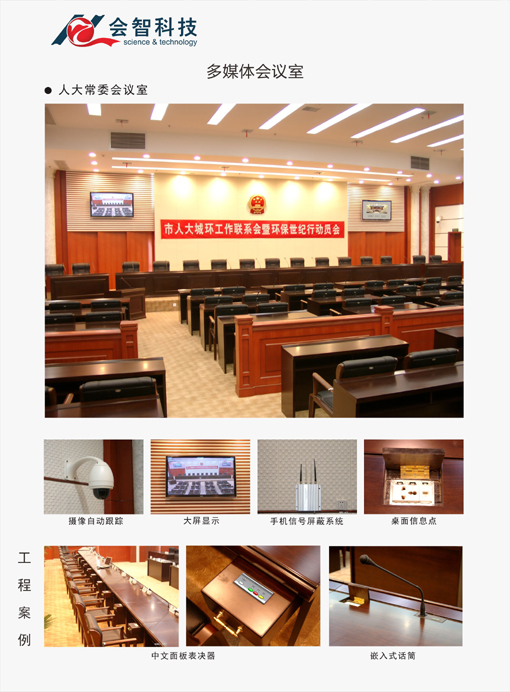 会智科技
science & technology
多媒体会议室
● 人大常委会议室
市人大城环工作联系会暨环保世纪行动员会
摄像自动跟踪
大屏显示
手机信号屏蔽系统
桌面信息点
工程案例
中文面板表决器
嵌入式话筒